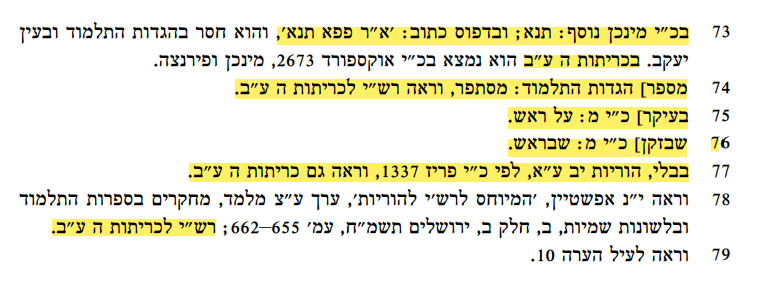 73 בכ״י מינכן נוסף: תנא; ובדפוס כתוב: ׳א״ר פפא תנא׳, והוא חסר בהגדות התלמוד ובעין
יעקב. בכריתות ה ע״ב הוא נמצא בכ״י אוקספורד 2673, מינכן ופירנצה.
74 מספר] הגדות התלמוד: מסתפר, וראה רש״י לכריתות ה ע״ב.
75 בעיקר] כ״י מ: על ראש.
76 שבזקן] כ״י מ: שבראש.
77 בבלי, הוריות יב ע״א, לפי כ״י פריז 1337, וראה גם כריתות ה ע״ב.
78 וראה י״נ אפשטיין, ׳המיוחס לרש״י להוריות׳, ערך ע״צ מלמד, מחקרים בספרות התלמוד
ובלשונות שמיות, ב, חלק ב, ירושלים תשמ״ח, עמ׳ 655–662; רש״י לכריתות ה ע״ב.
79 וראה לעיל הערה 10.